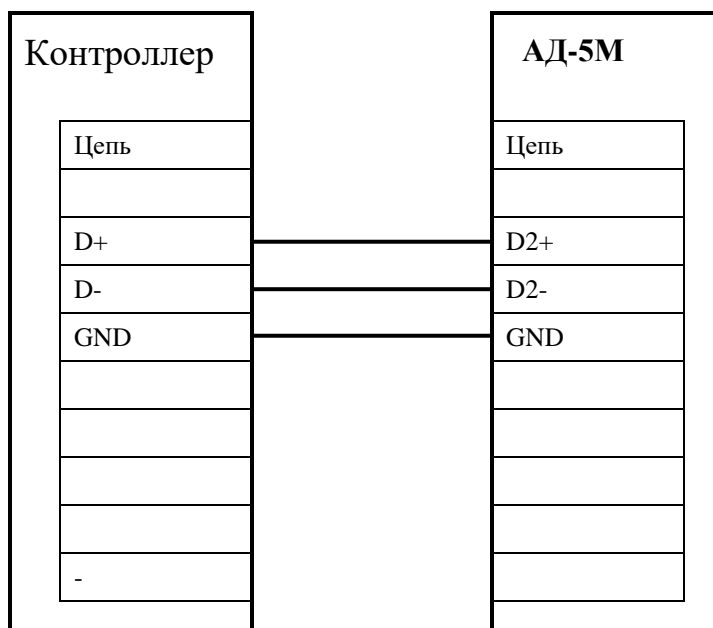 Контроллер
Цепь
D+
D-
GND
-
АД-5М
Цепь
D2+
D2-
GND